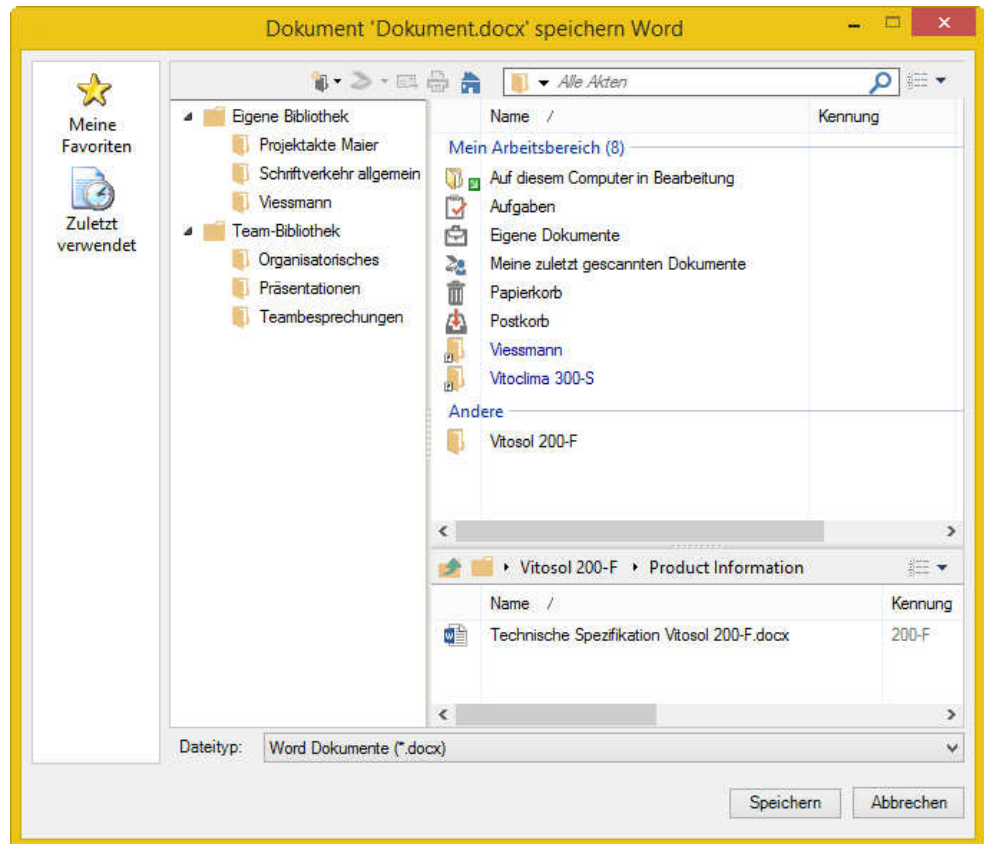 Dokument 'Dokument.docx' speichern Word
Meine
Favoriten
Zuletzt
verwendet
Alle Akten
Eigene Bibliothek
Projektakte Maier
Schriftverkehr allgemein
Viessmann
Team-Bibliothek
Organisatorisches
Präsentationen
Teambesprechungen
Name / Kennung
Mein Arbeitsbereich (8)
Auf diesem Computer in Bearbeitung
Aufgaben
Eigene Dokumente
Meine zuletzt gescannten Dokumente
Papierkorb
Postkorb
Viessmann
Vitoclima 300-S
Andere
Vitosol 200-F
Vitosol 200-F Product Information
Name / Kennung
Technische Spezifikation Vitosol 200-F.docx 200-F
Dateityp: Word Dokumente (*.docx)
Speichern Abbrechen